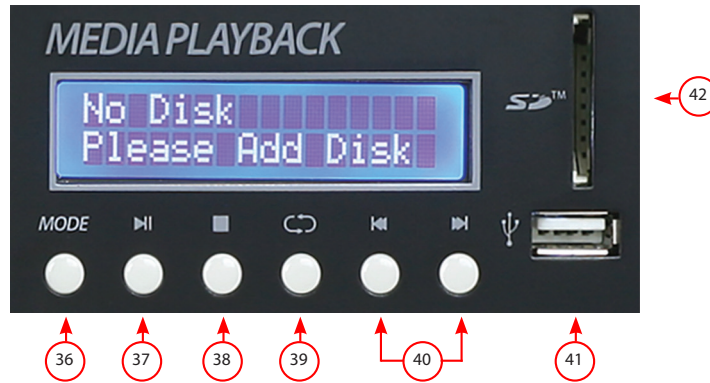 MEDIA PLAYBACK
No Disk
Please Add Disk
SD™
42
MODE
36
37
38
39
40
41